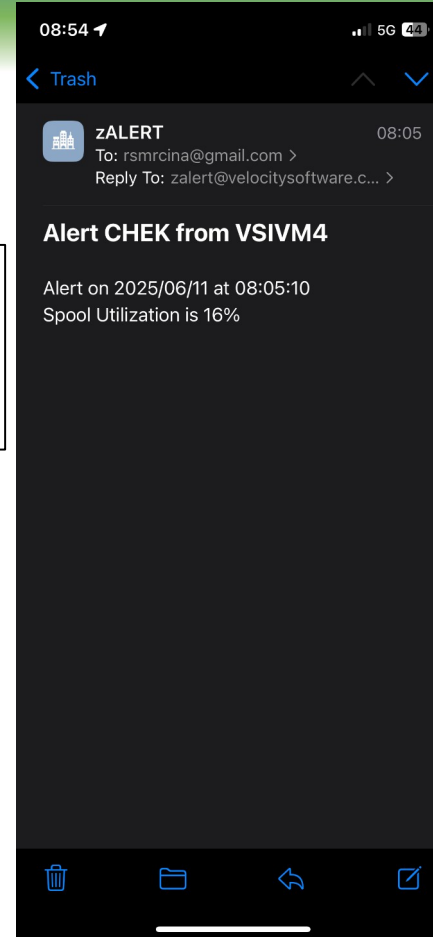 08:54
5G 44
Trash
zALERT 08:05
To: rsmrcina@gmail.com >
Reply To: zalert@velocitysoftware.c... >
Alert CHEK from VSIVM4
Alert on 2025/06/11 at 08:05:10
Spool Utilization is 16%